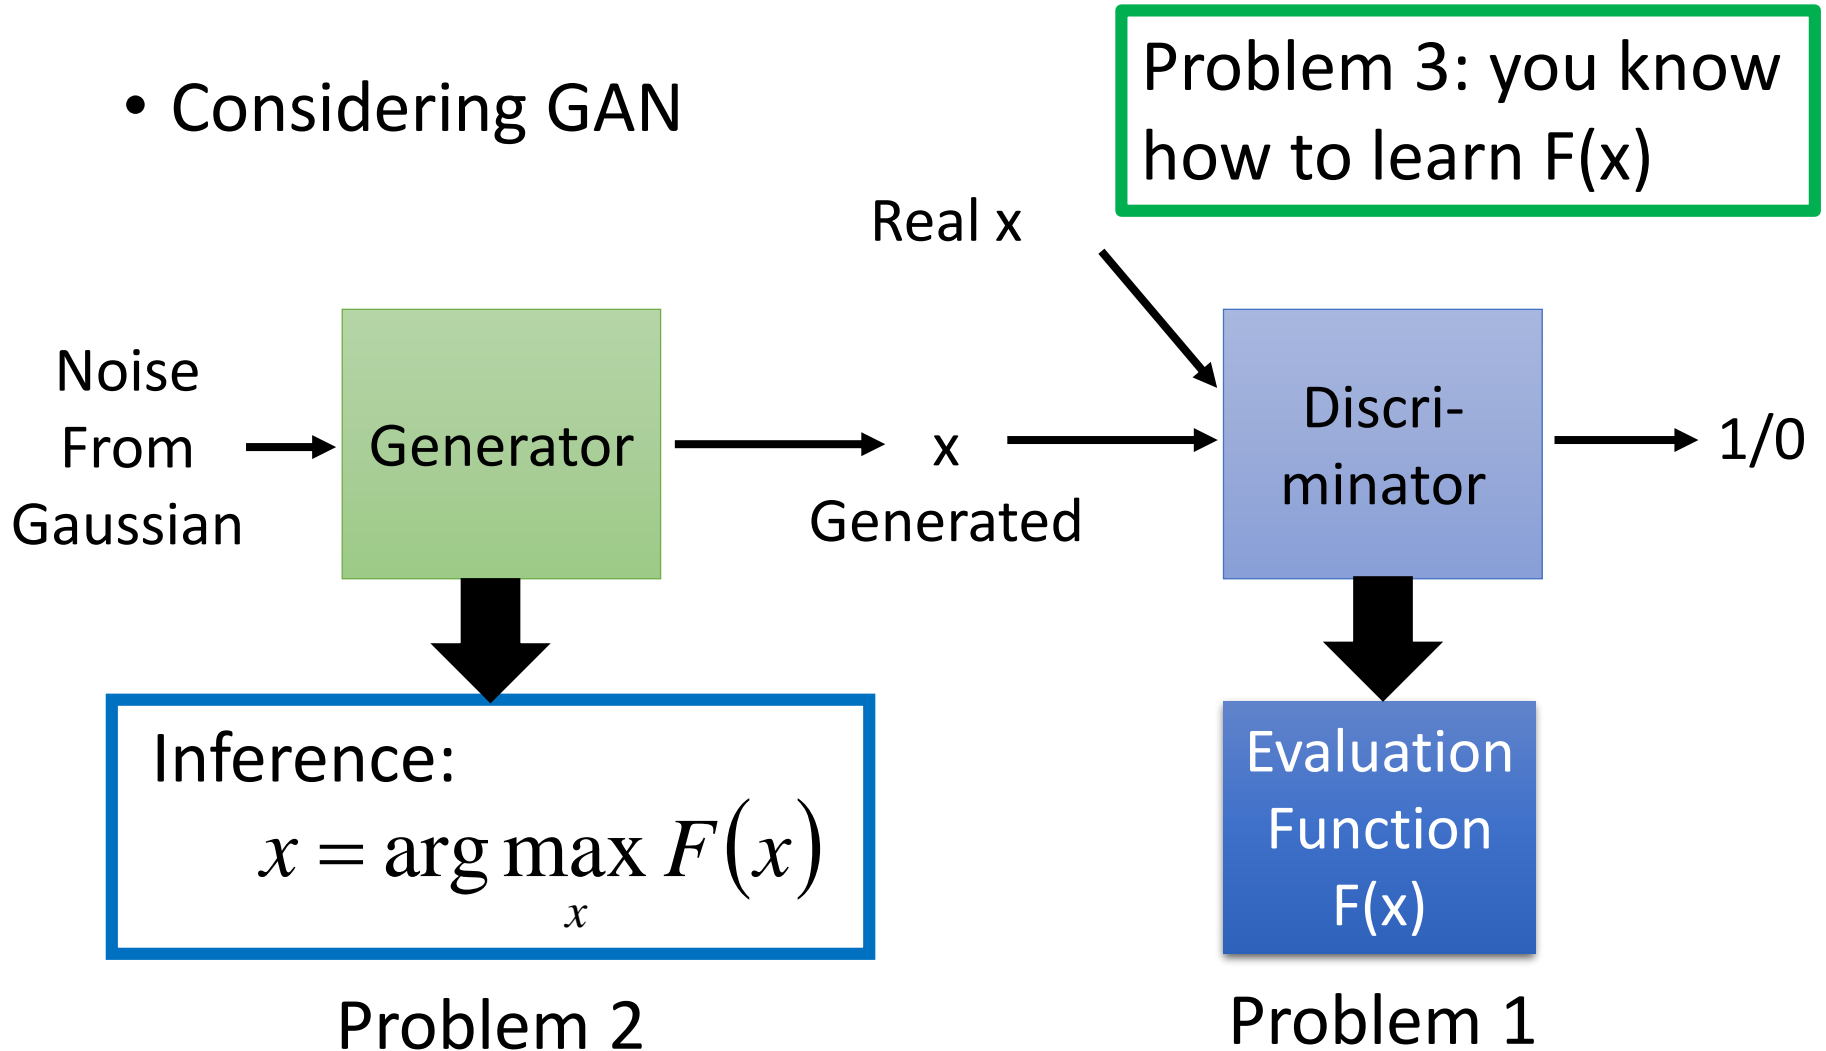 • Considering GAN
Problem 3: you know
how to learn F(x)
Real x
Noise
From
Gaussian
Generator
x
Generated
Discri-
minator
1/0
Inference:
x = arg max F(x)
x
Problem 2
Evaluation
Function
F(x)
Problem 1